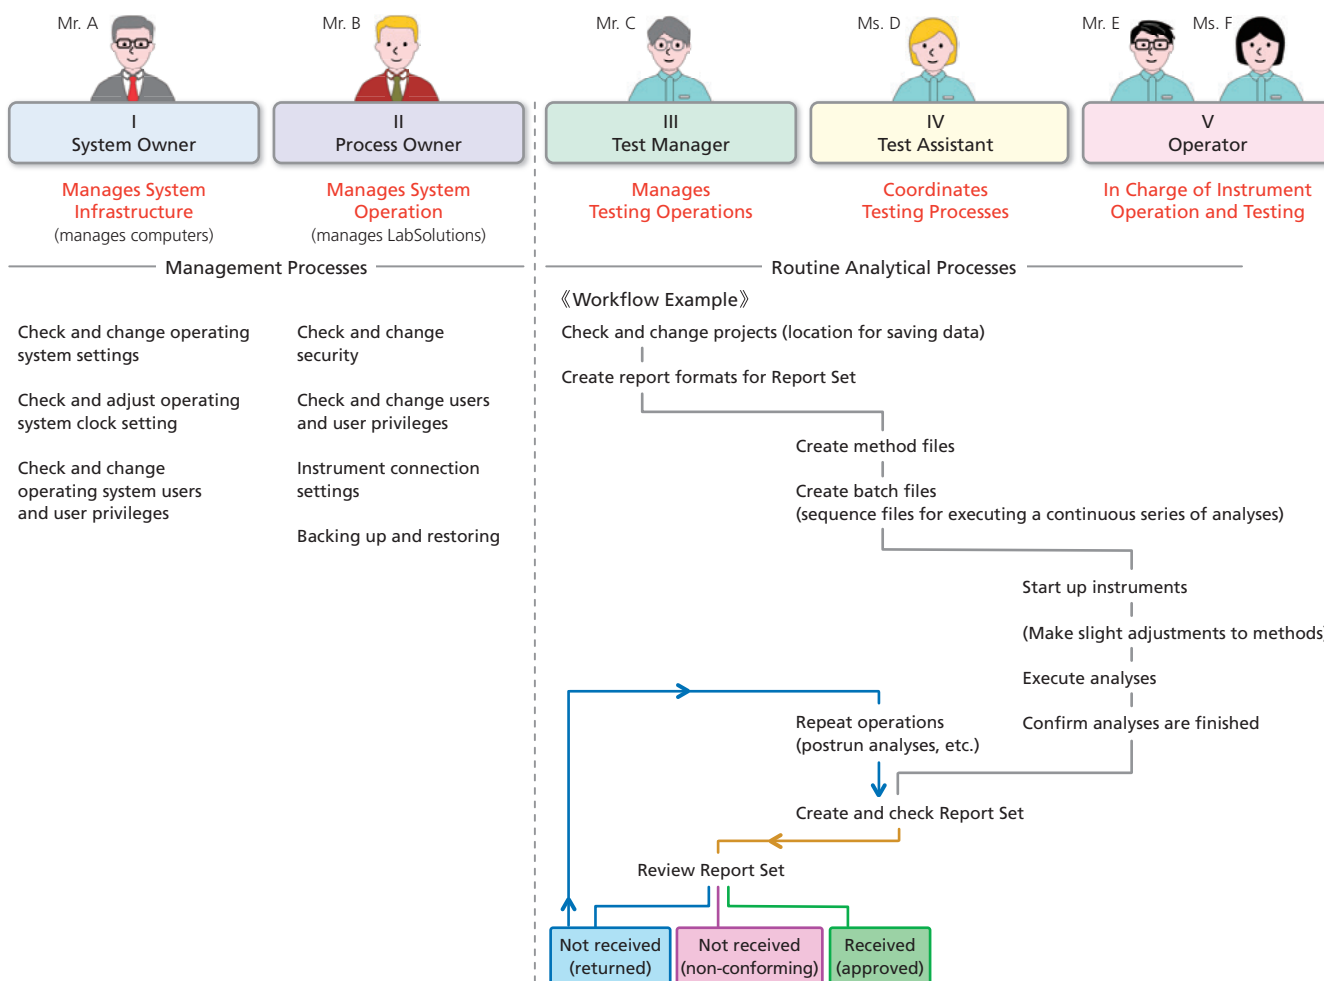 Mr. A
Mr. B
Mr. C
Ms. D
Mr. E
Ms. F
I
System Owner
II
Process Owner
III
Test Manager
IV
Test Assistant
V
Operator
Manages System
Infrastructure
(manages computers)
Manages System
Operation
(manages LabSolutions)
Manages
Testing Operations
Coordinates
Testing Processes
In Charge of Instrument
Operation and Testing
Management Processes
Routine Analytical Processes
Check and change operating
system settings
Check and adjust operating
system clock setting
Check and change
operating system users
and user privileges
Check and change
security
Check and change users
and user privileges
Instrument connection
settings
Backing up and restoring
《Workflow Example》
Check and change projects (location for saving data)
Create report formats for Report Set
Create method files
Create batch files
(sequence files for executing a continuous series of analyses)
Start up instruments
(Make slight adjustments to methods)
Execute analyses
Confirm analyses are finished
Repeat operations
(postrun analyses, etc.)
Create and check Report Set
Review Report Set
Not received
(returned)
Not received
(non-conforming)
Received
(approved)